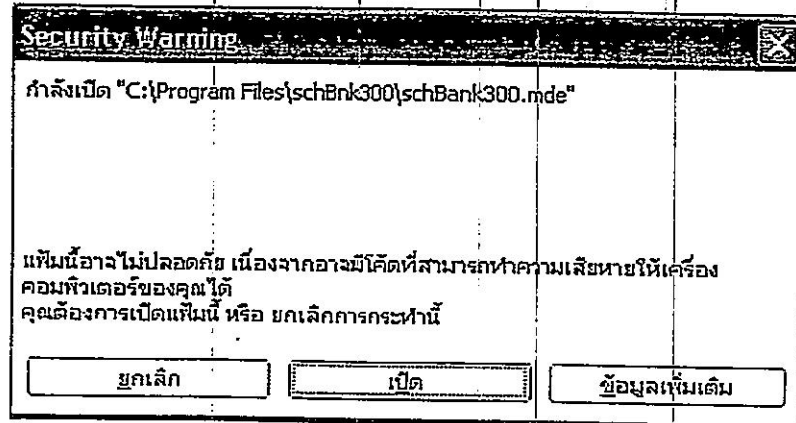 Security Warning
กำลังเปิด "C:\Program Files\schBnk300\schBank300.mde"
แฟ้มนี้อาจไม่ปลอดภัย เนื่องจากอาจมีโค้ดที่สามารถทำความเสียหายให้เครื่อง
คอมพิวเตอร์ของคุณได้
คุณต้องการเปิดแฟ้มนี้ หรือ ยกเลิกการกระทำนี้
ยกเลิก เปิด ข้อมูลเพิ่มเติม